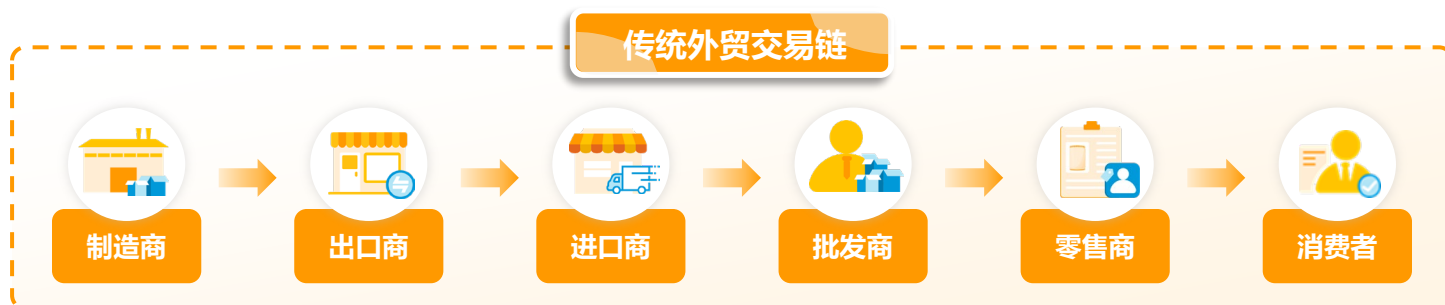 传统外贸交易链
制造商
出口商
进口商
批发商
零售商
消费者